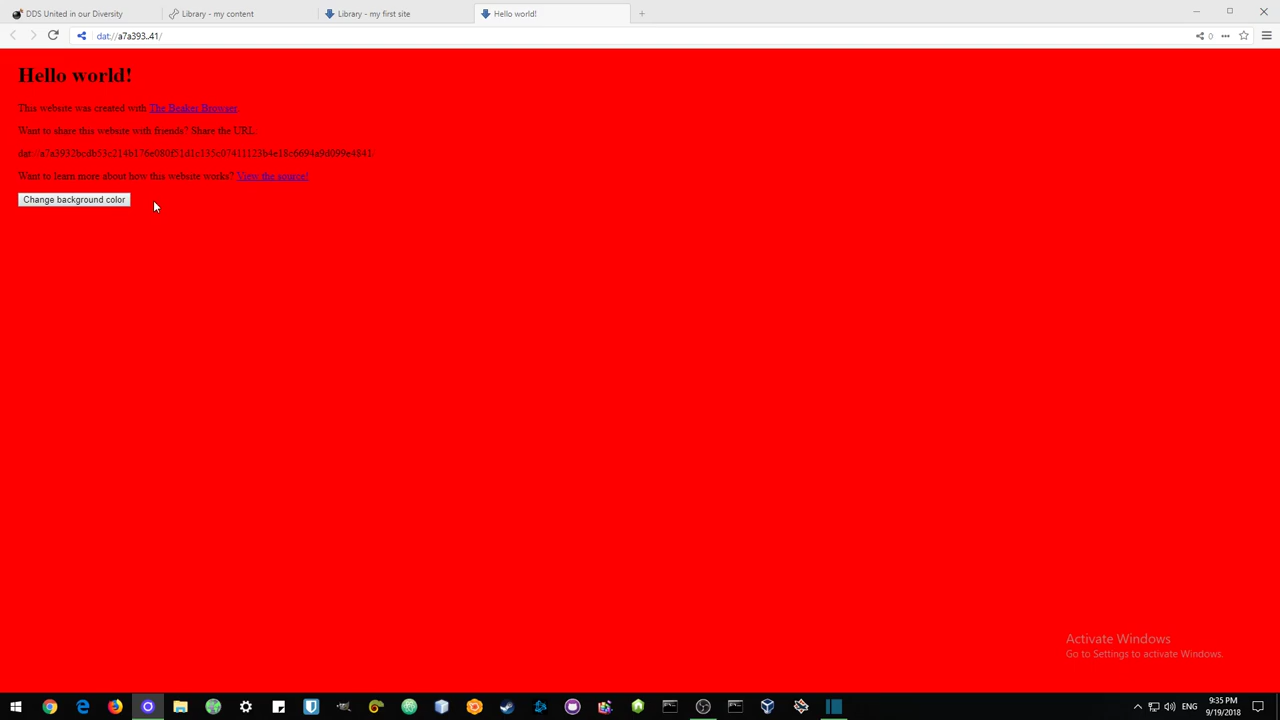 DDS United in our Diversity
Library - my content
Library - my first site
Hello world!
dat://a7a393..41/
0
Hello world!
This website was created with The Beaker Browser.
Want to share this website with friends? Share the URL:
dat://a7a3932bcdb53c214b176e080f51d1c135c07411123b4e18c6694a9d099e4841/
Want to learn more about how this website works? View the source!
Change background color
Activate Windows
Go to Settings to activate Windows.
ENG
9:35 PM
9/19/2018